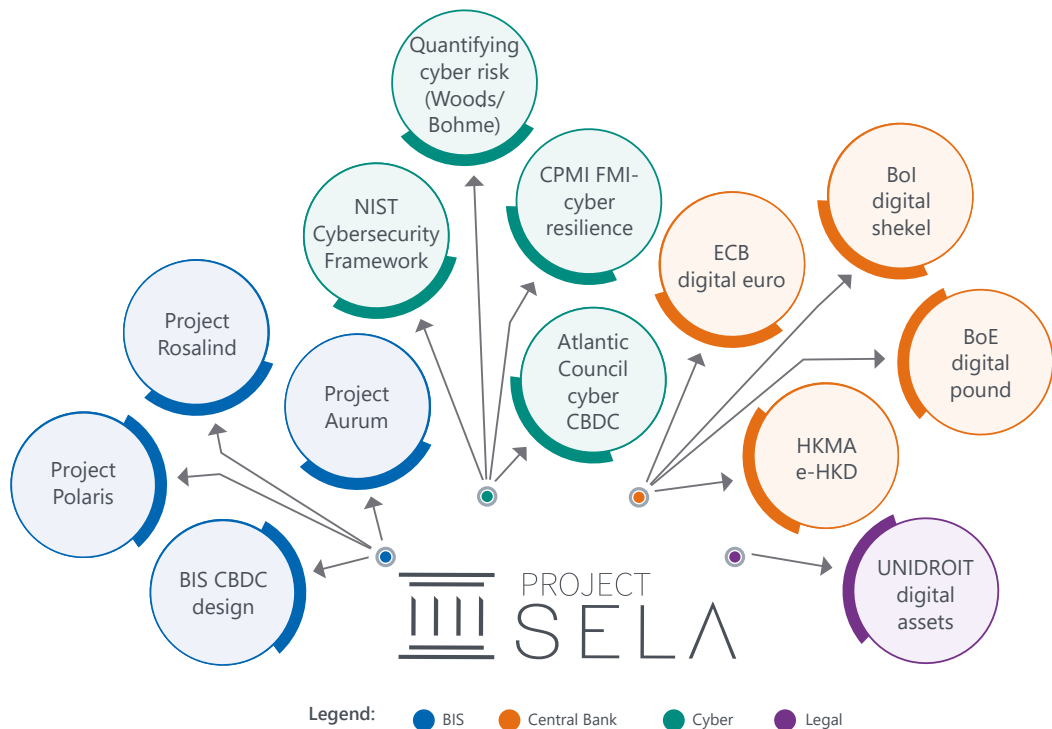 Quantifying
cyber risk
(Woods/
Bohme)
CPMI FMI-
cyber
resilience
BoI
digital
shekel
NIST
Cybersecurity
Framework
ECB
digital euro
Project
Rosalind
Project
Aurum
Atlantic
Council
cyber
CBDC
BoE
digital
pound
Project
Polaris
HKMA
e-HKD
BIS CBDC
design
UNIDROIT
digital
assets
PROJECT
SELA
Legend: BIS Central Bank Cyber Legal